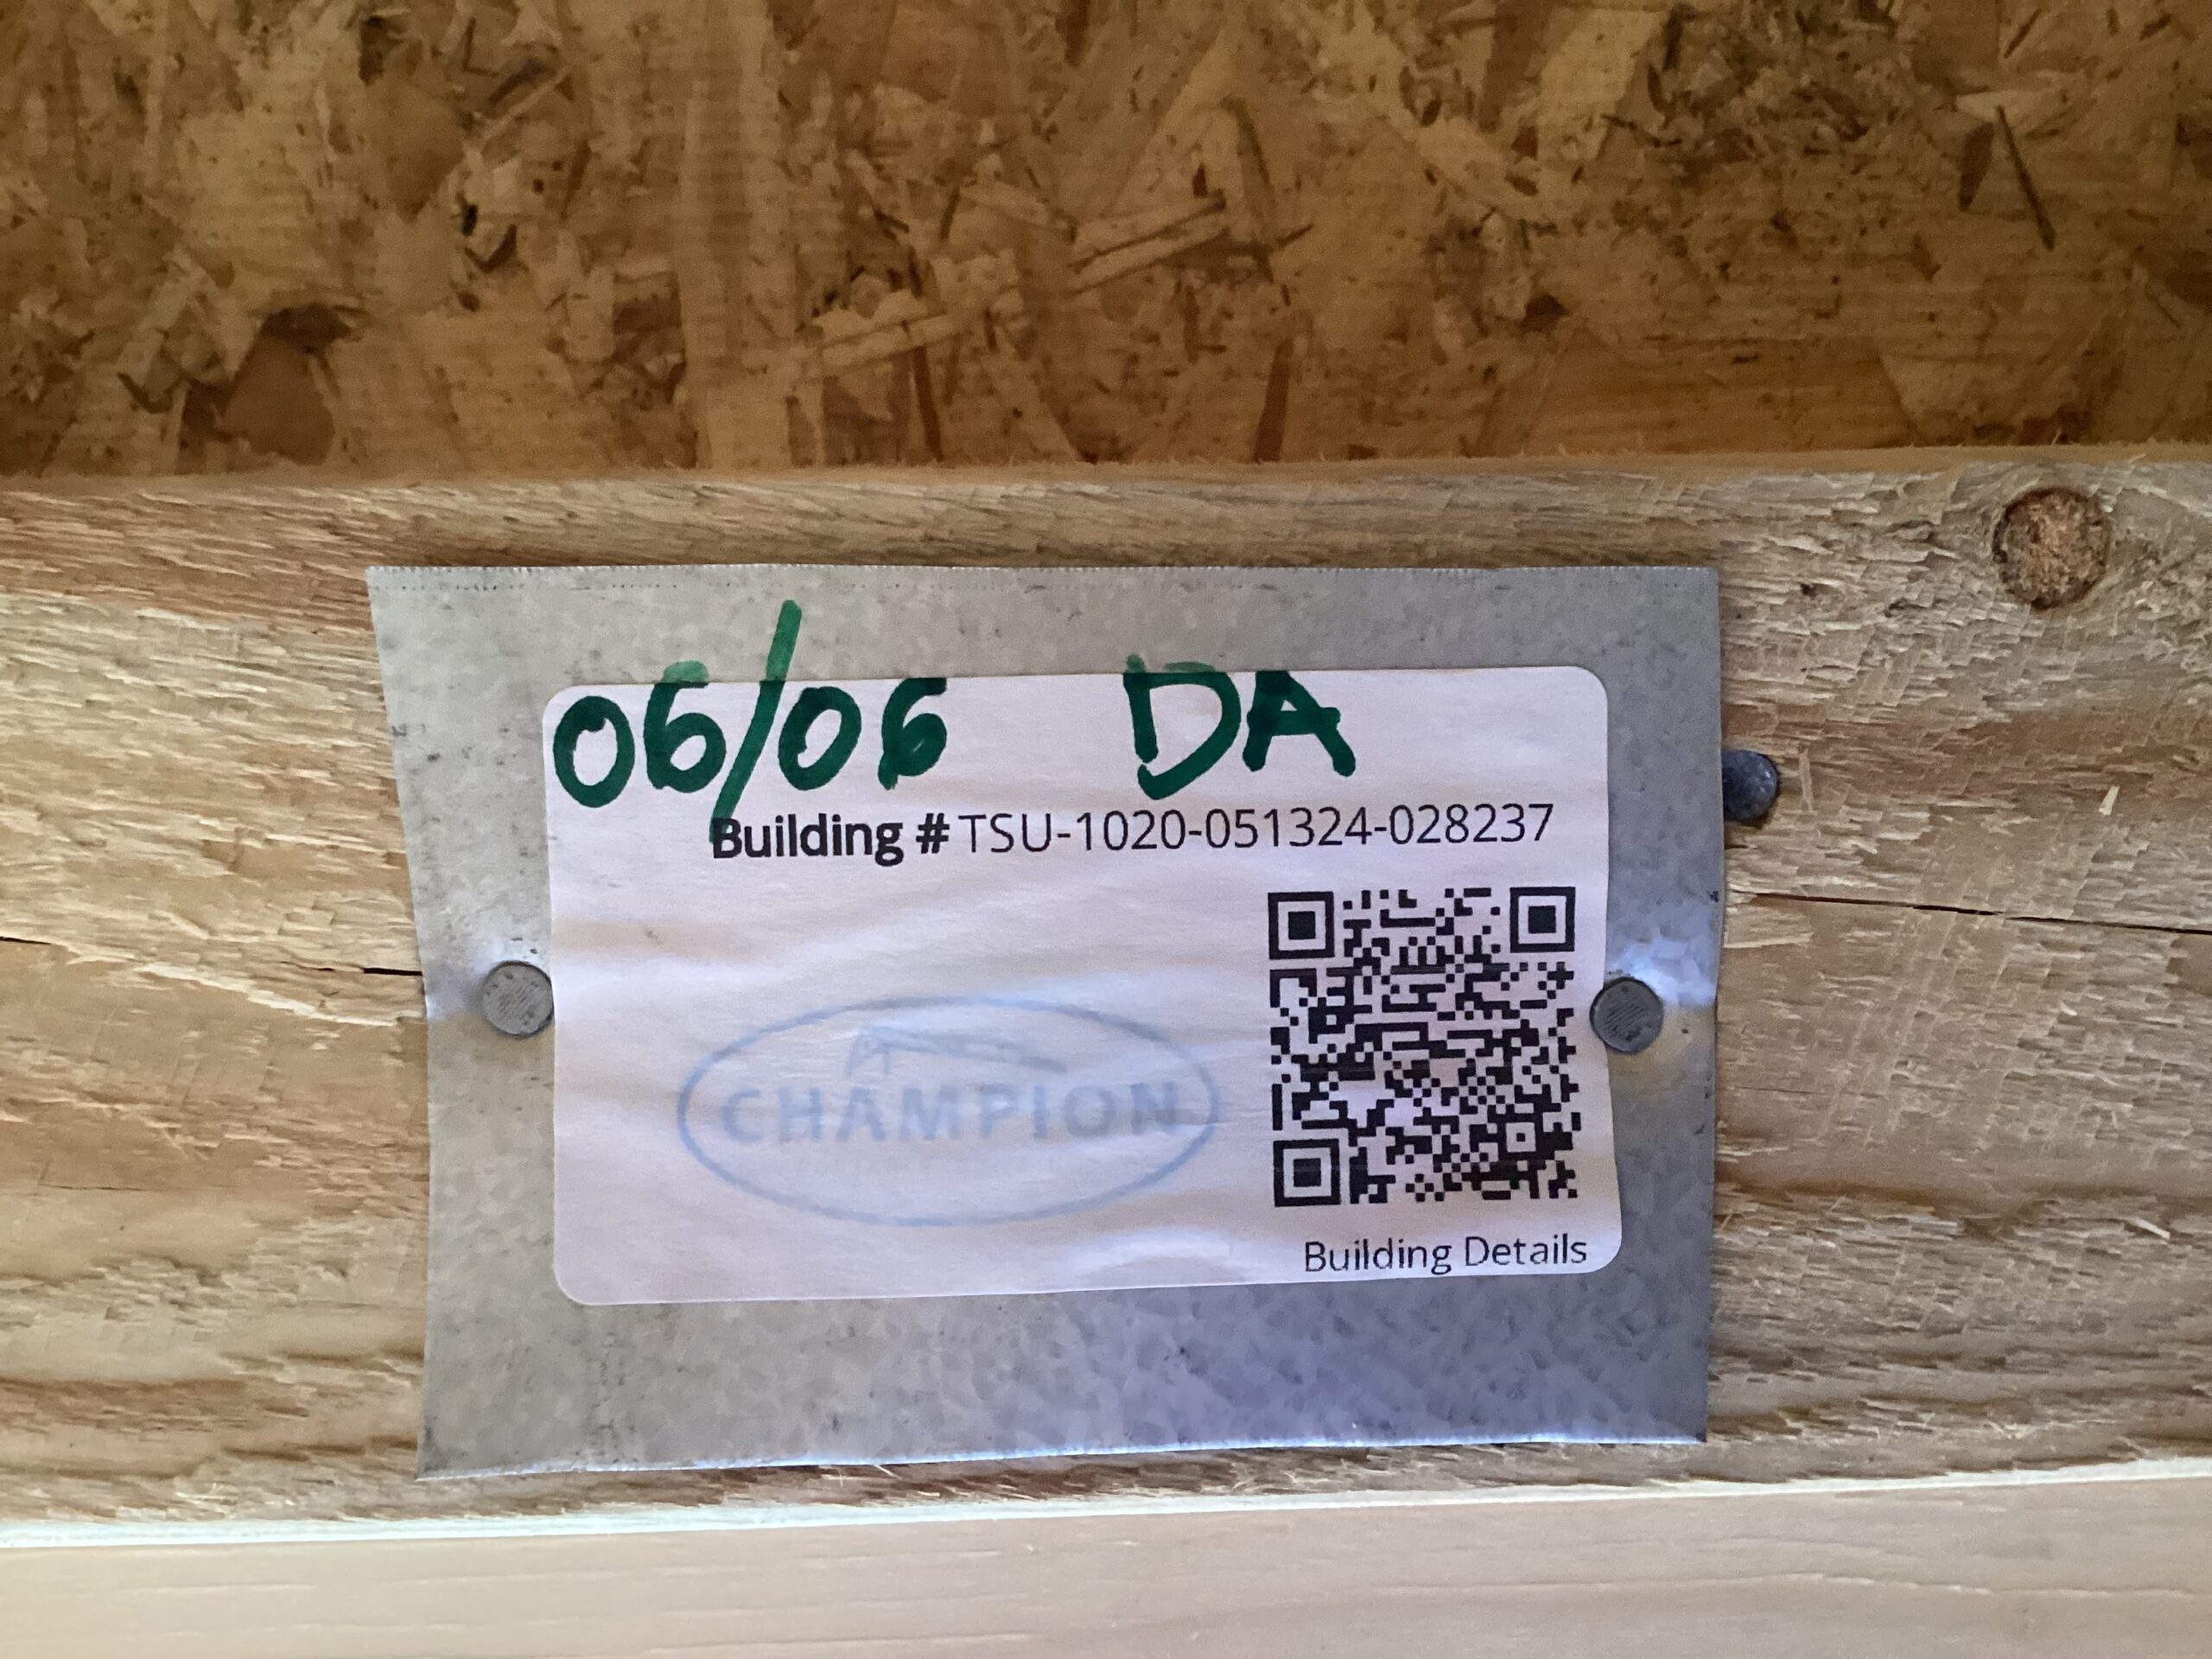 06/06 DA
Building # TSU-1020-051324-028237
CHAMPION
Building Details